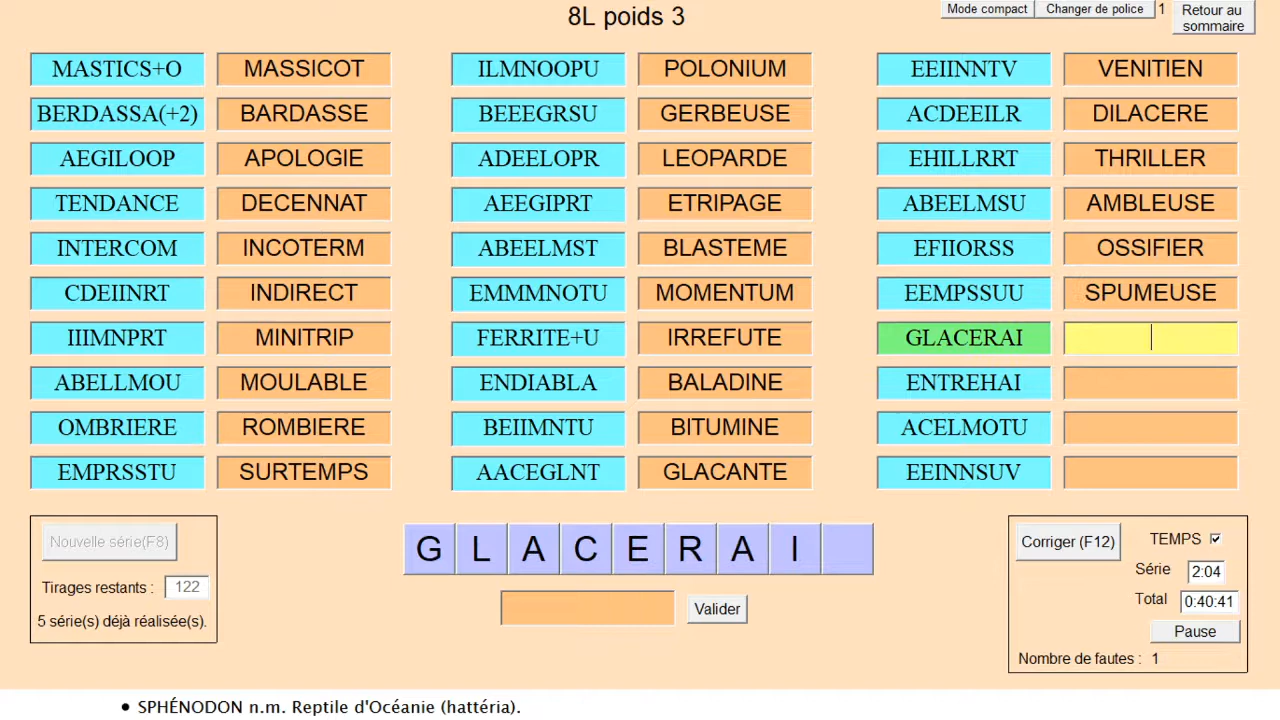 8L poids 3
Mode compact Changer de police 1 Retour au sommaire
MASTICS+O MASSICOT ILMNOOPU POLONIUM EEIINNTV VENITIEN
BERDASSA(+2) BARDASSE BEEEGRSU GERBEUSE ACDEEILR DILACERE
AEGILOOP APOLOGIE ADEELOPR LEOPARDE EHILLRRT THRILLER
TENDANCE DECENNAT AEEGIPRT ETRIPAGE ABEELMSU AMBLEUSE
INTERCOM INCOTERM ABEELMST BLASTEME EFIIORSS OSSIFIER
CDEIINRT INDIRECT EMMMNOTU MOMENTUM EEMPSSUU SPUMEUSE
IIIMNPRT MINITRIP FERRITE+U IRREFUTE GLACERAI
ABELLMOU MOULABLE ENDIABLA BALADINE ENTREHAI
OMBRIERE ROMBIERE BEIIMNTU BITUMINE ACELMOTU
EMPRSSTU SURTEMPS AACEGLNT GLACANTE EEINNSUV
Nouvelle série(F8)
Tirages restants : 122
5 série(s) déjà réalisée(s).
G L A C E R A I
Valider
Corriger (F12) TEMPS
Série 2:04
Total 0:40:41
Pause
Nombre de fautes : 1
• SPHÉNODON n.m. Reptile d'Océanie (hattéria).